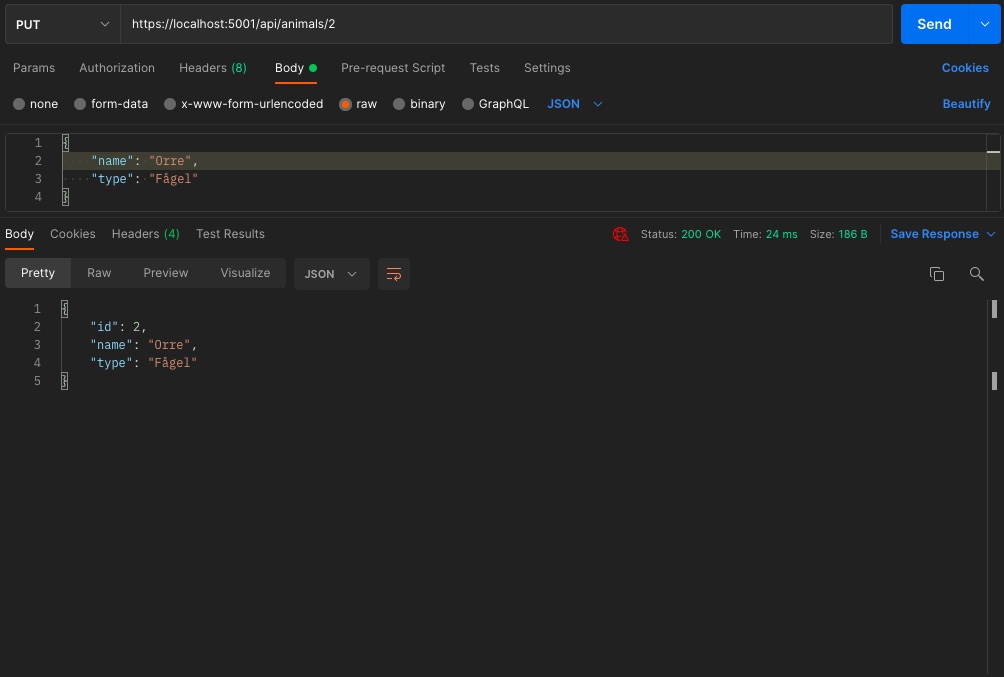 PUT https://localhost:5001/api/animals/2 Send
Params Authorization Headers (8) Body Pre-request Script Tests Settings Cookies
none form-data x-www-form-urlencoded raw binary GraphQL JSON Beautify
1 {
2 "name": "Orre",
3 "type": "Fågel"
4 }
Body Cookies Headers (4) Test Results Status: 200 OK Time: 24 ms Size: 186 B Save Response
Pretty Raw Preview Visualize JSON
1 {
2 "id": 2,
3 "name": "Orre",
4 "type": "Fågel"
5 }